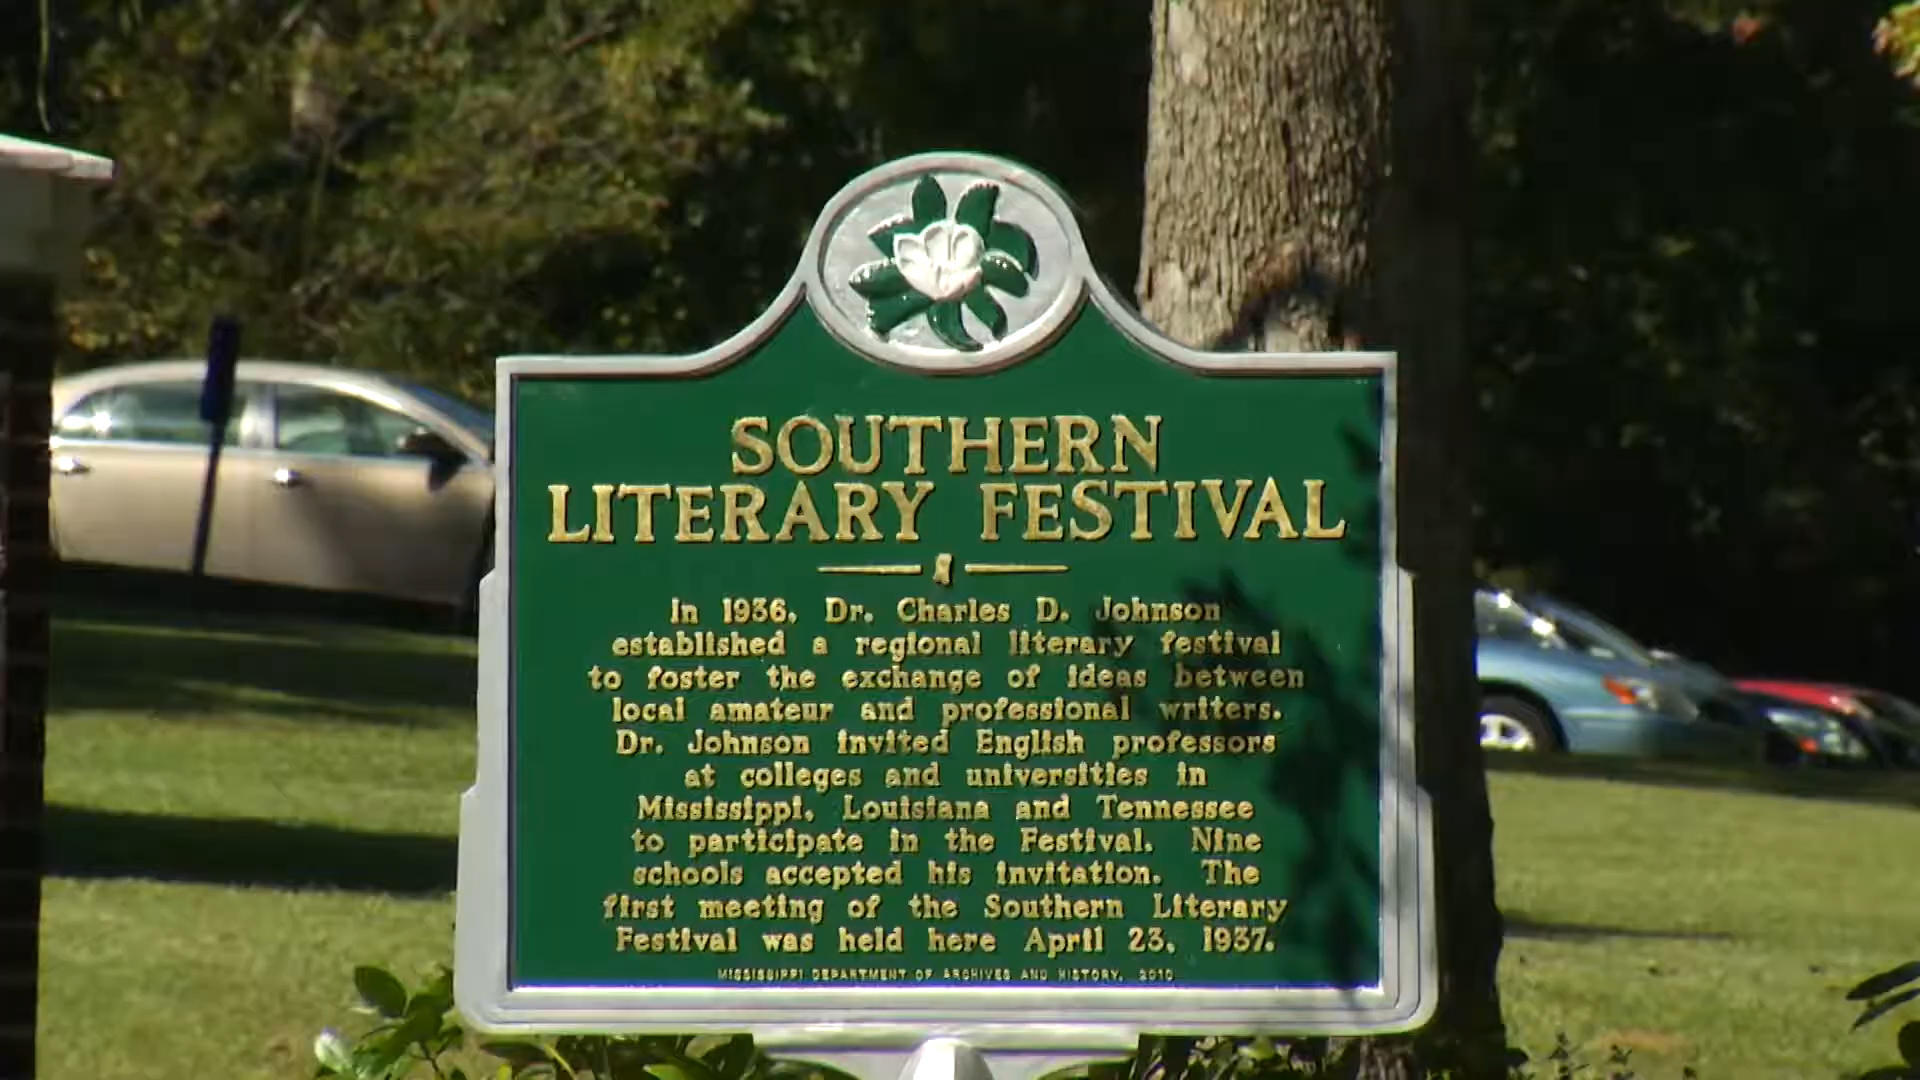 SOUTHERN
LITERARY FESTIVAL
In 1936, Dr. Charles D. Johnson
established a regional literary festival
to foster the exchange of ideas between
local amateur and professional writers.
Dr. Johnson invited English professors
at colleges and universities in
Mississippi, Louisiana and Tennessee
to participate in the Festival. Nine
schools accepted his invitation. The
first meeting of the Southern Literary
Festival was held here April 23, 1937.
MISSISSIPPI DEPARTMENT OF ARCHIVES AND HISTORY, 2010